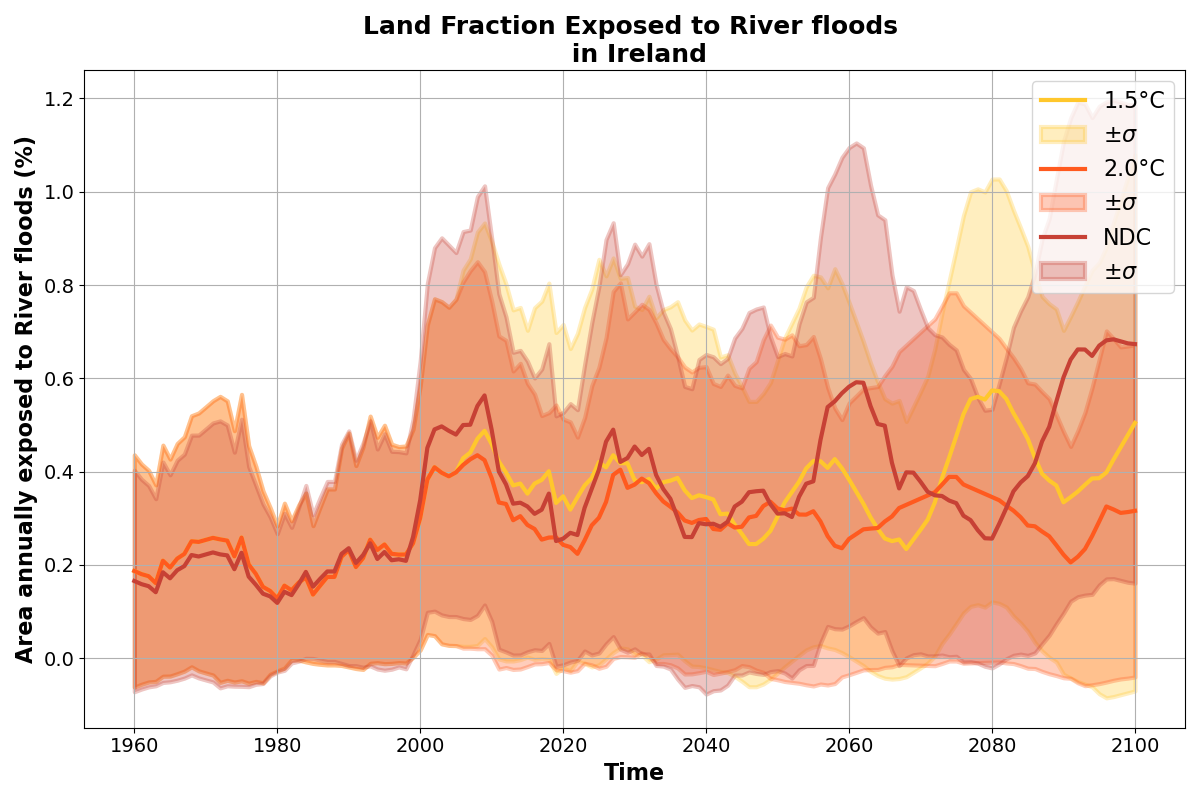 Land Fraction Exposed to River floods
in Ireland
Area annually exposed to River floods (%)
1.2
1.0
0.8
0.6
0.4
0.2
0.0
1.5°C
±σ
2.0°C
±σ
NDC
±σ
1960 1980 2000 2020 2040 2060 2080 2100
Time